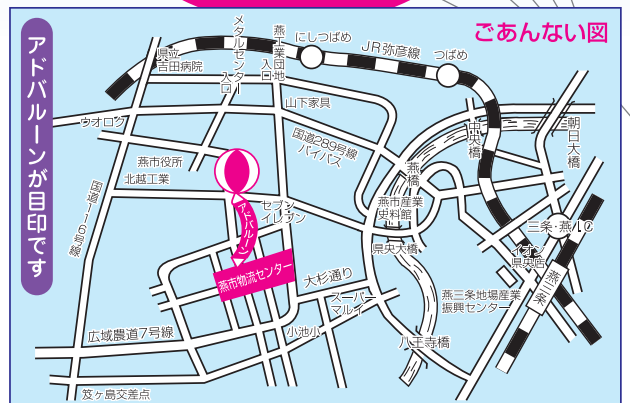 ごあんない図
アドバルーンが目印です
県立
吉田病院
メタルセンター
入口
燕工業団地
入口
にしつばめ
JR弥彦線
つばめ
ウオロク
山下家具
国道289号線
バイパス
中央橋
朝日大橋
燕市役所
北越工業
国道116号線
アドバルーン
セブン
イレブン
燕橋
燕市産業
史料館
県央大橋
三条・燕I.C
イオン
県央店
燕三条
燕市物流センター
大杉通り
スーパー
マルイ
燕三条地場産業
振興センター
広域農道7号線
小池小
八王寺橋
笈ヶ島交差点